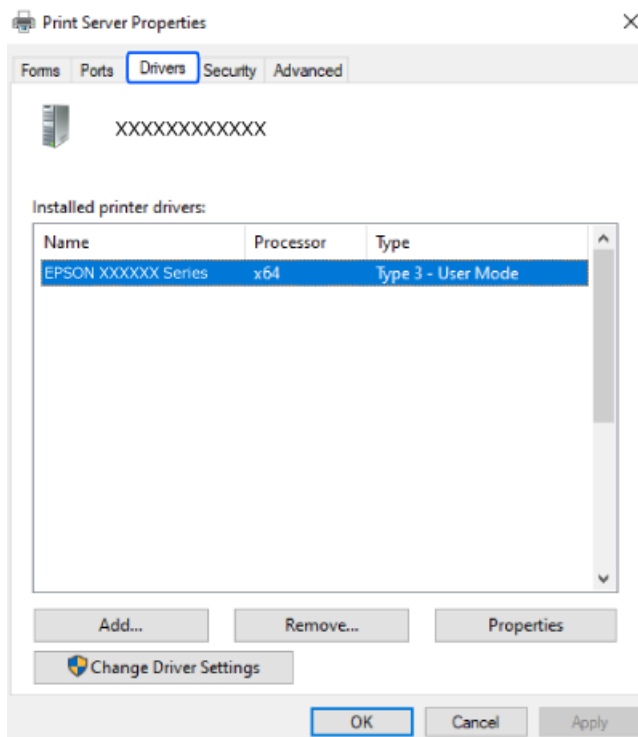 Print Server Properties
Forms Ports Drivers Security Advanced
XXXXXXXXXXXX
Installed printer drivers:
Name Processor Type
EPSON XXXXXX Series x64 Type 3 - User Mode
Add... Remove... Properties
Change Driver Settings
OK Cancel Apply